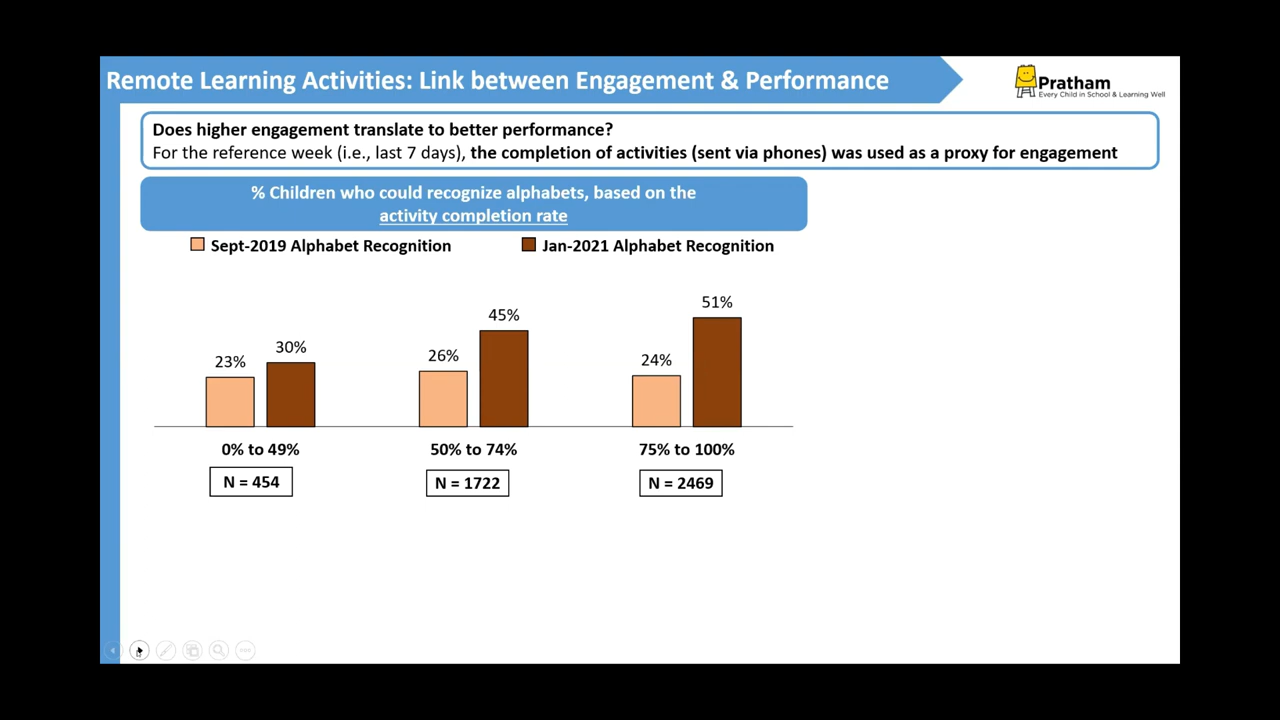 Remote Learning Activities: Link between Engagement & Performance
Pratham
Every Child in School & Learning Well
Does higher engagement translate to better performance?
For the reference week (i.e., last 7 days), the completion of activities (sent via phones) was used as a proxy for engagement
% Children who could recognize alphabets, based on the
activity completion rate
Sept-2019 Alphabet Recognition
Jan-2021 Alphabet Recognition
23%
30%
26%
45%
24%
51%
0% to 49%
50% to 74%
75% to 100%
N = 454
N = 1722
N = 2469